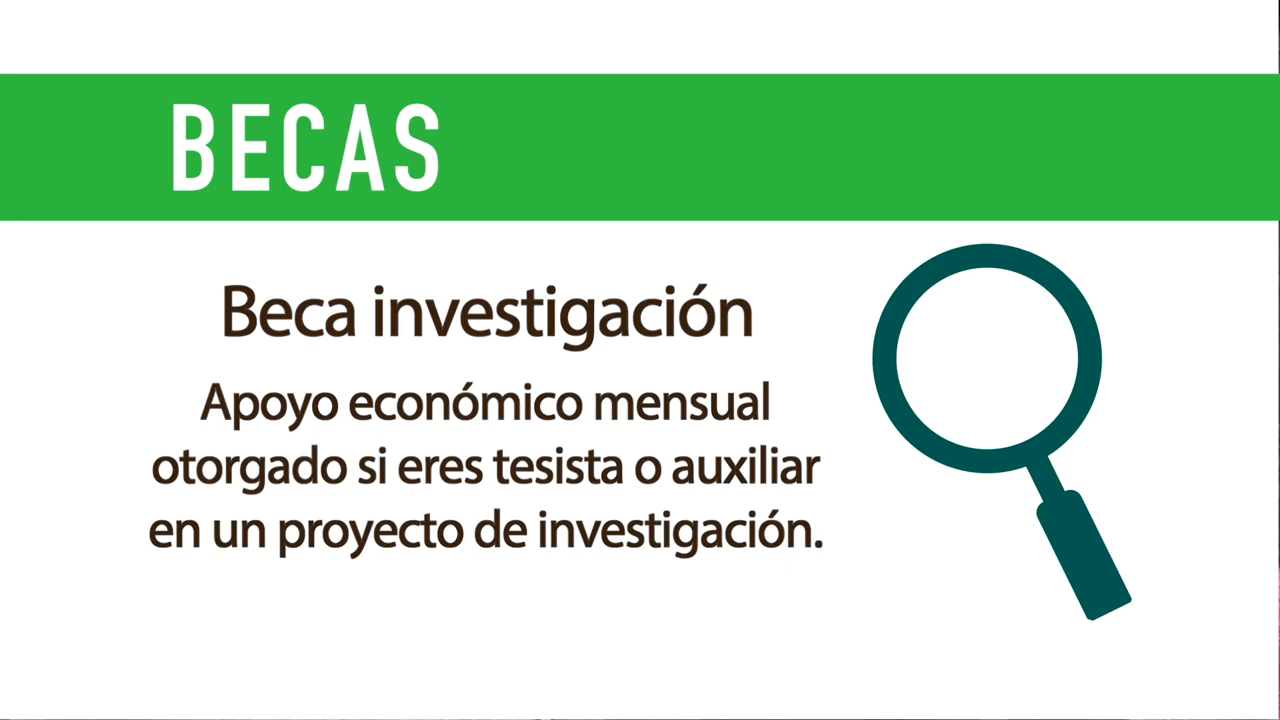 BECAS
Beca investigación
Apoyo económico mensual
otorgado si eres tesista o auxiliar
en un proyecto de investigación.